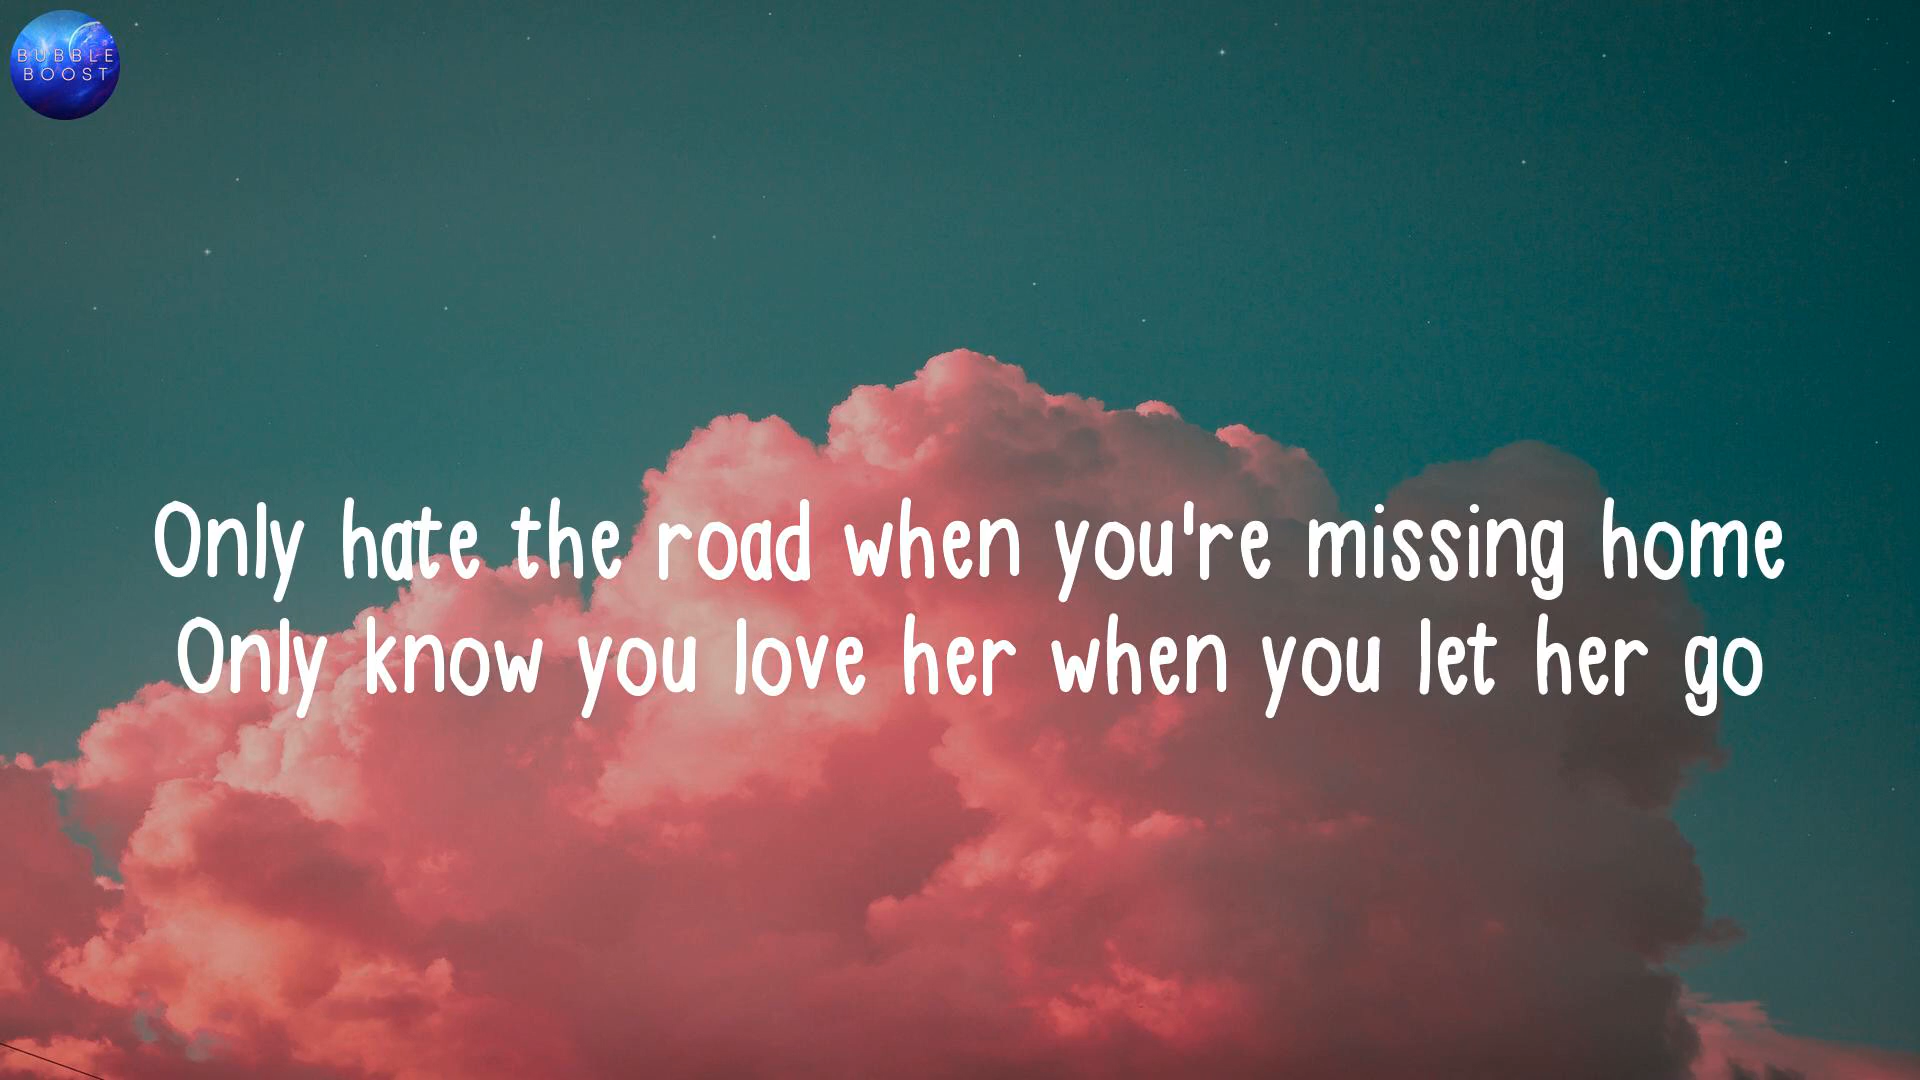 BUBBLE
BOOST
Only hate the road when you're missing home
Only know you love her when you let her go